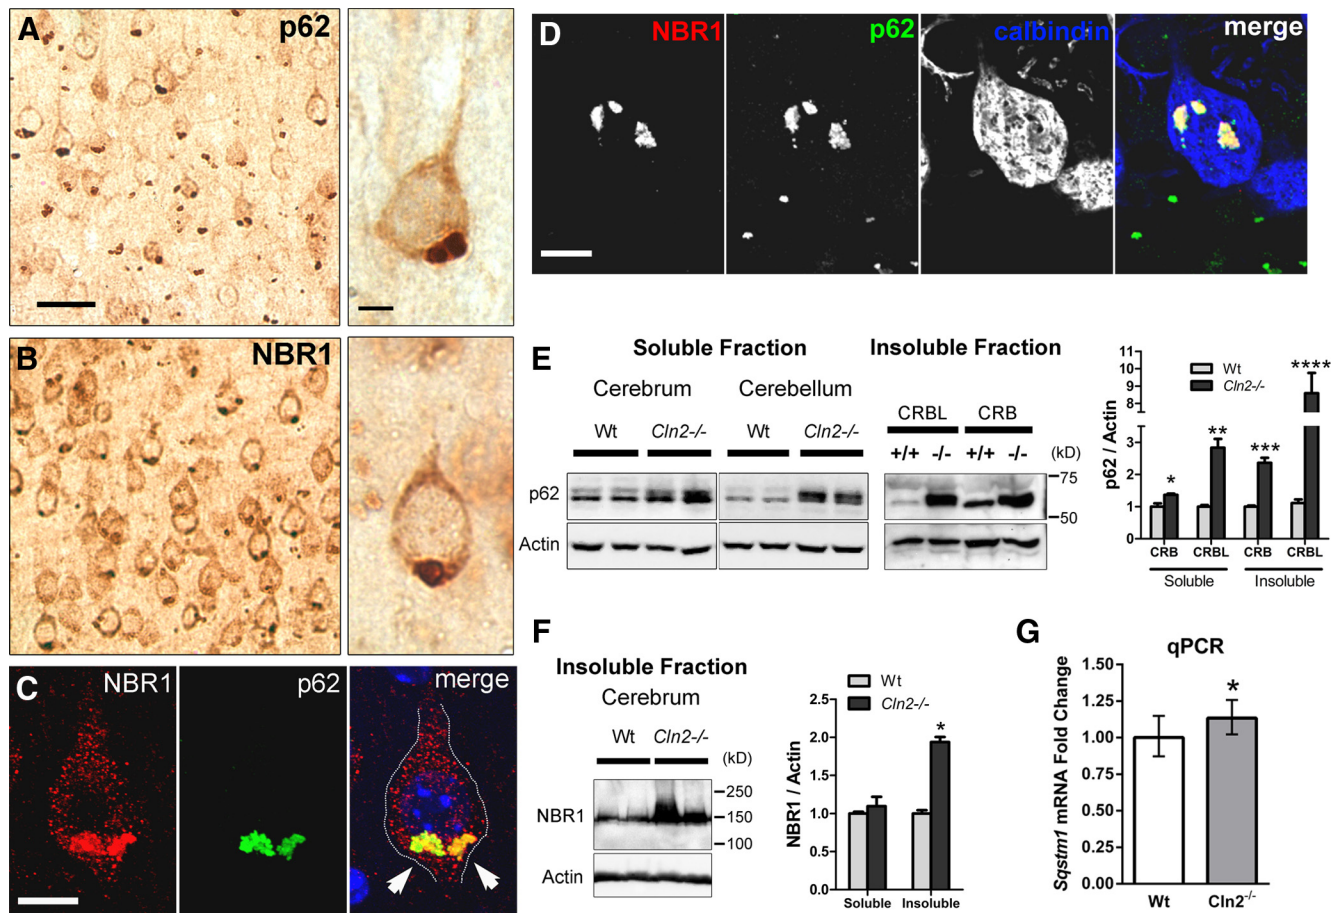 A p62
B NBR1
C NBR1 p62 merge
D NBR1 p62 calbindin merge
E Soluble Fraction Insoluble Fraction
Cerebrum Cerebellum
Wt Cln2-/- Wt Cln2-/-
CRBL CRB
+/+ -/- +/+ -/- (kD)
p62
75
50
Actin
p62 / Actin
11
10
9
8
3
2
1
0
Wt
Cln2-/-
* ** *** ****
CRB CRBL CRB CRBL
Soluble Insoluble
F Insoluble Fraction
Cerebrum
Wt Cln2-/- (kD)
NBR1
250
150
100
Actin
NBR1 / Actin
2.5
2.0
1.5
1.0
0.5
0.0
Wt
Cln2-/-
*
Soluble Insoluble
G qPCR
Sqstm1 mRNA Fold Change
1.50
1.25
1.00
0.75
0.50
0.25
0.00
*
Wt Cln2-/-